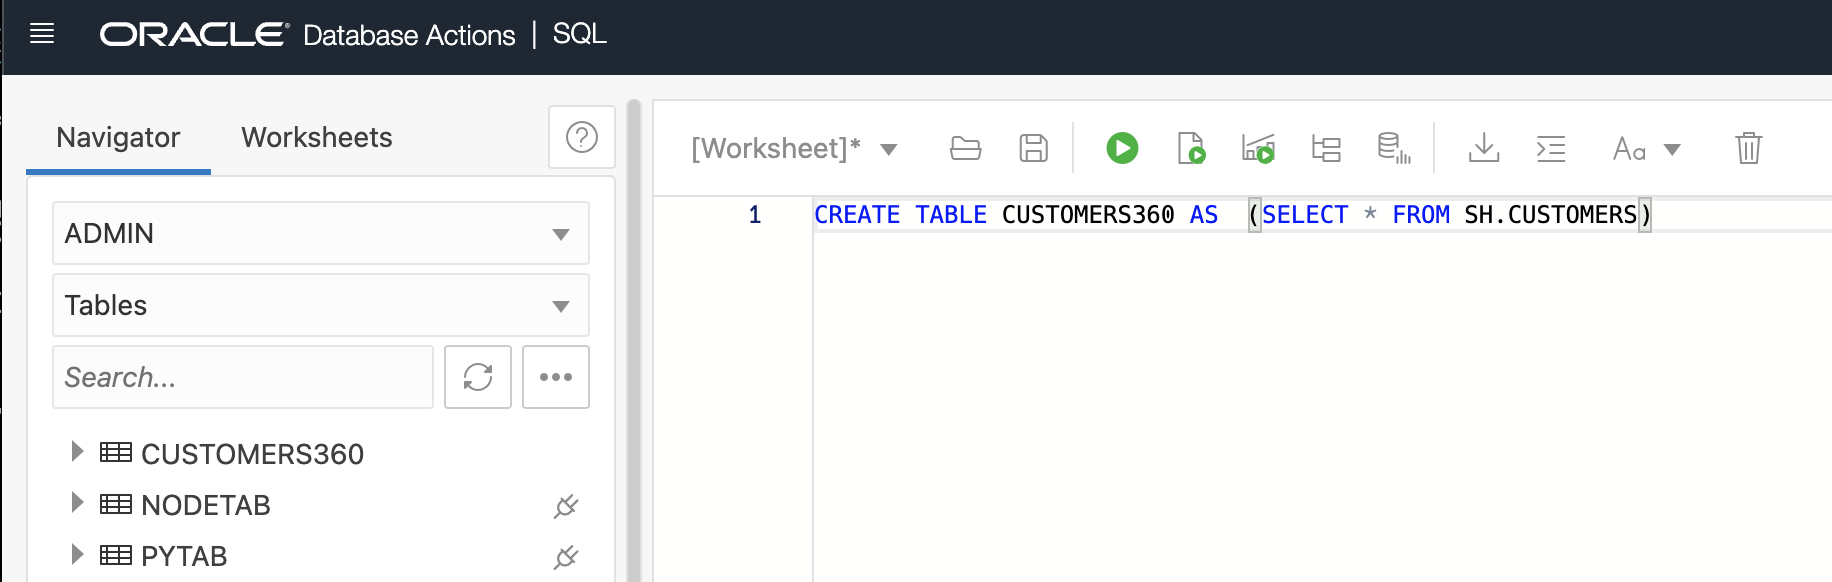 ORACLE® Database Actions | SQL
Navigator Worksheets
ADMIN
Tables
Search...
CUSTOMERS360
NODETAB
PYTAB
[Worksheet]* Aa
1 CREATE TABLE CUSTOMERS360 AS  (SELECT * FROM SH.CUSTOMERS)